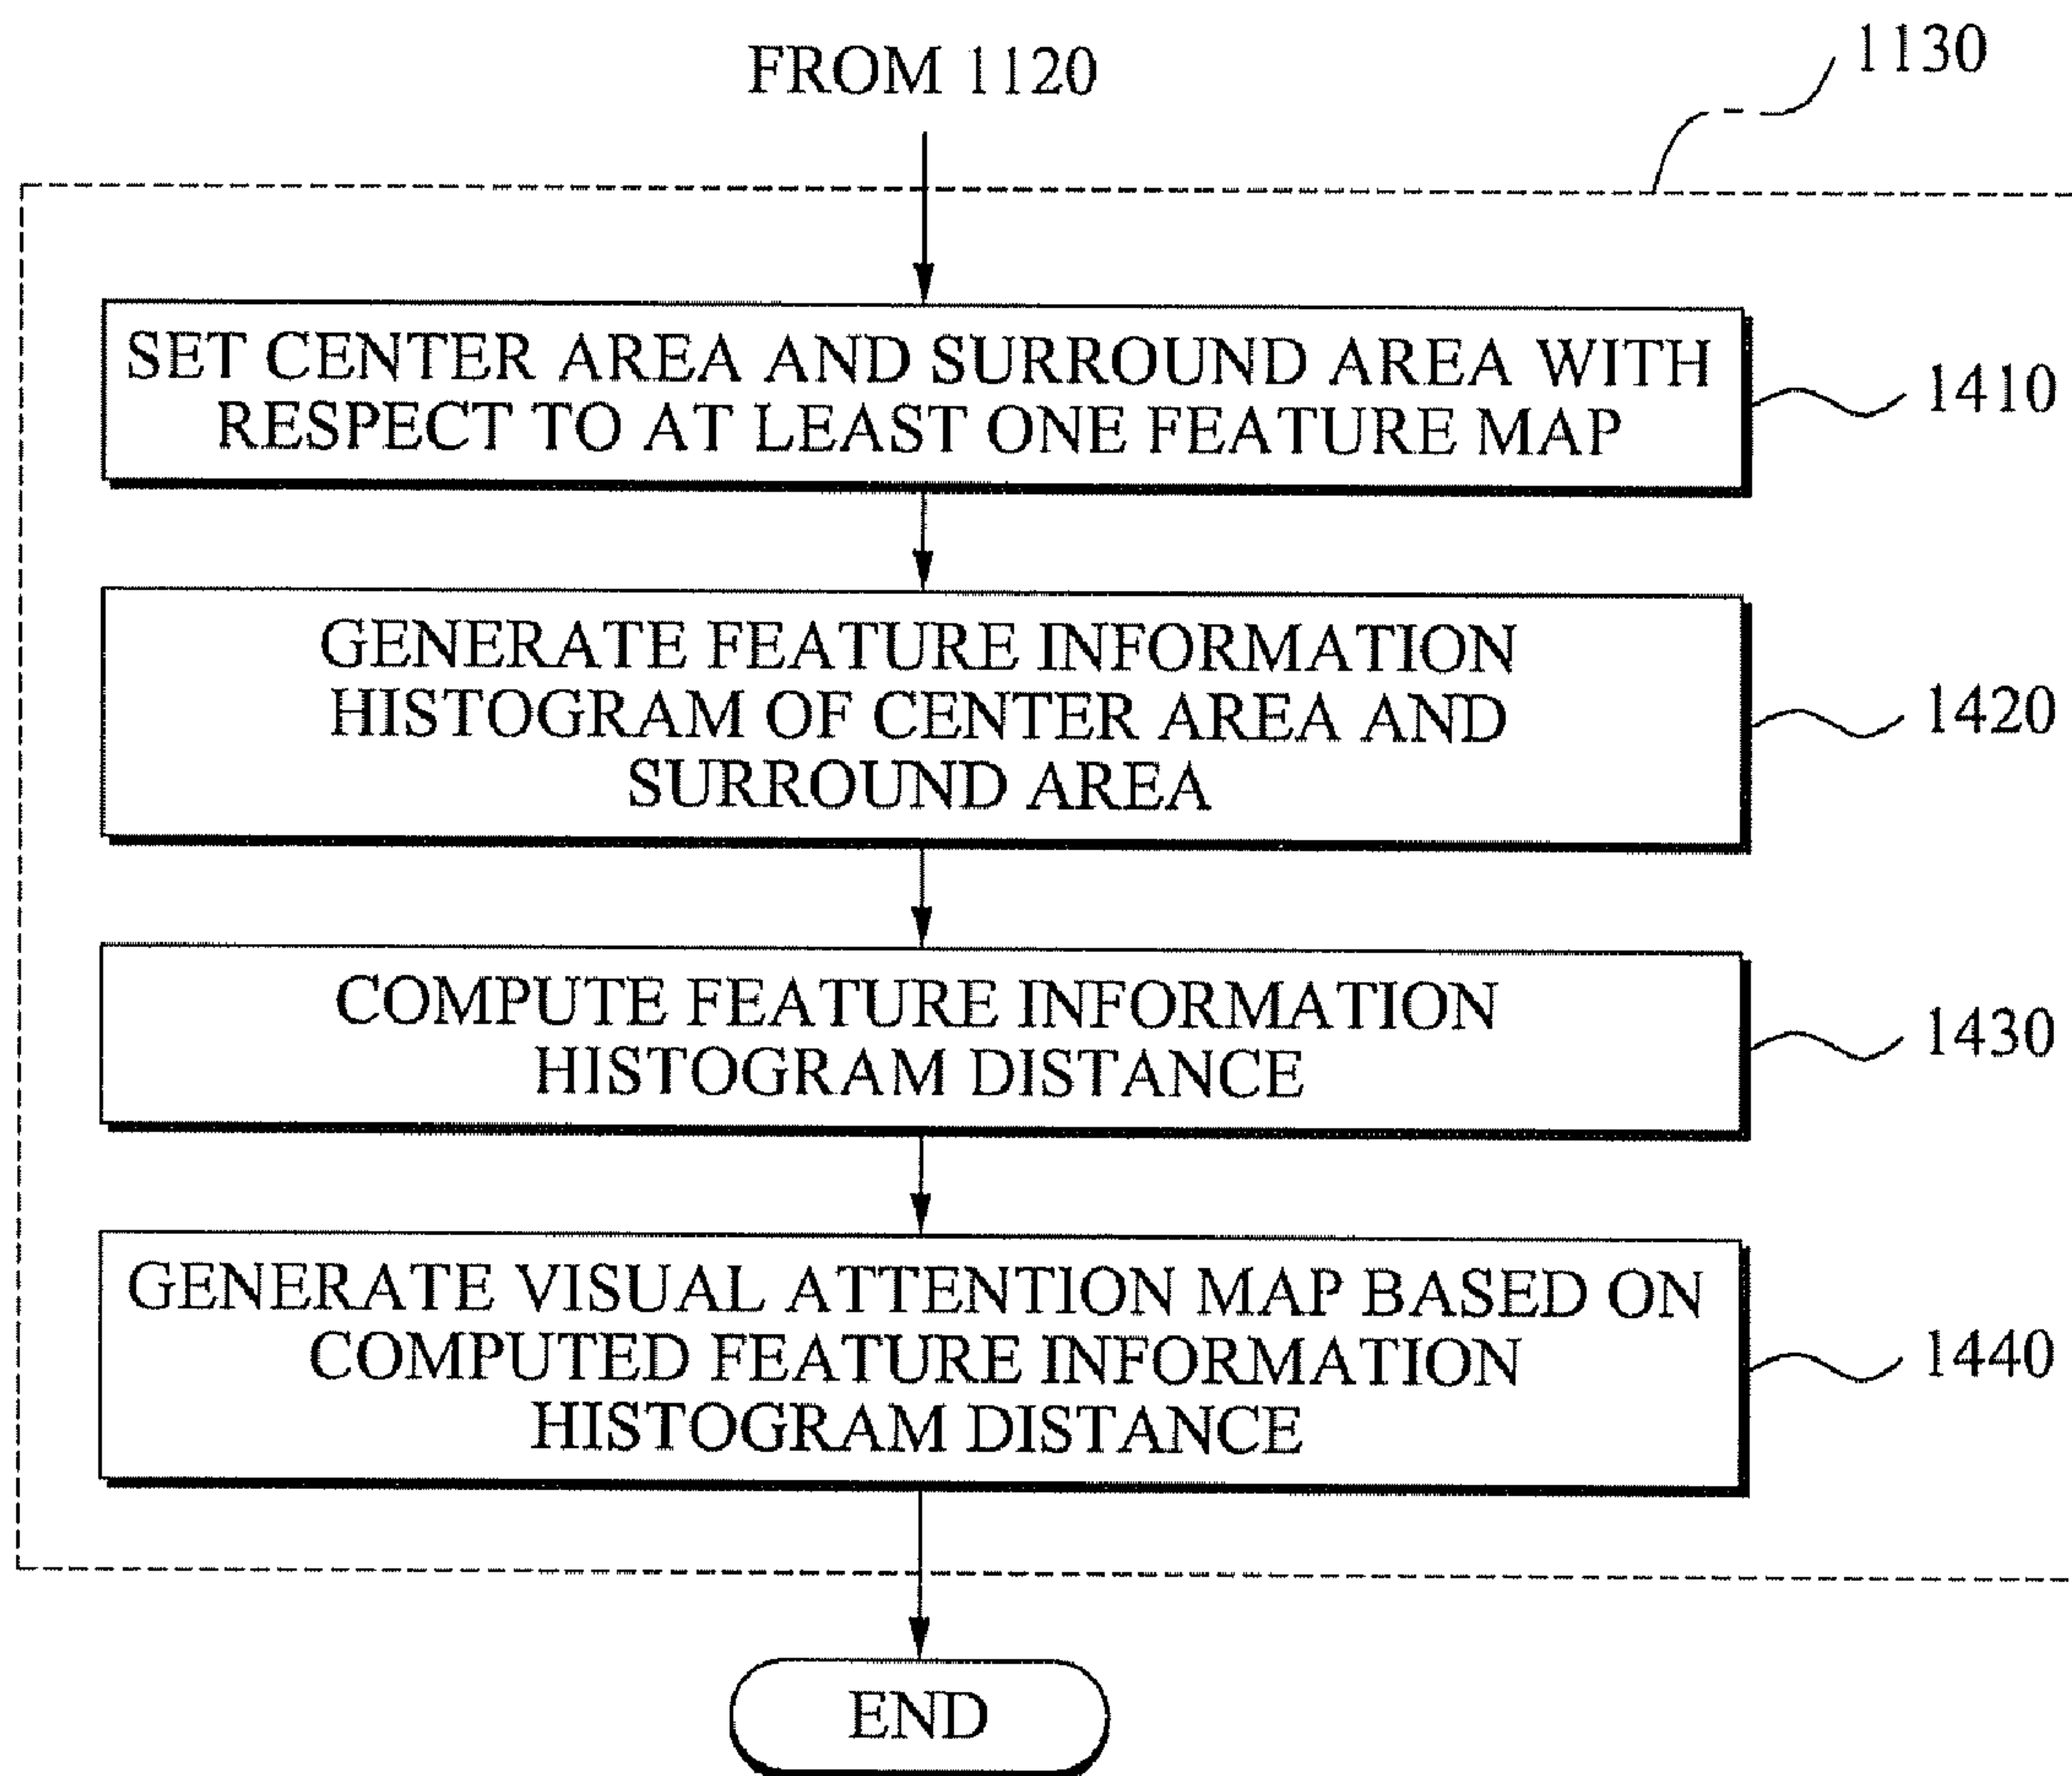 FROM 1120
1130
SET CENTER AREA AND SURROUND AREA WITH
RESPECT TO AT LEAST ONE FEATURE MAP
1410
GENERATE FEATURE INFORMATION
HISTOGRAM OF CENTER AREA AND
SURROUND AREA
1420
COMPUTE FEATURE INFORMATION
HISTOGRAM DISTANCE
1430
GENERATE VISUAL ATTENTION MAP BASED ON
COMPUTED FEATURE INFORMATION
HISTOGRAM DISTANCE
1440
END